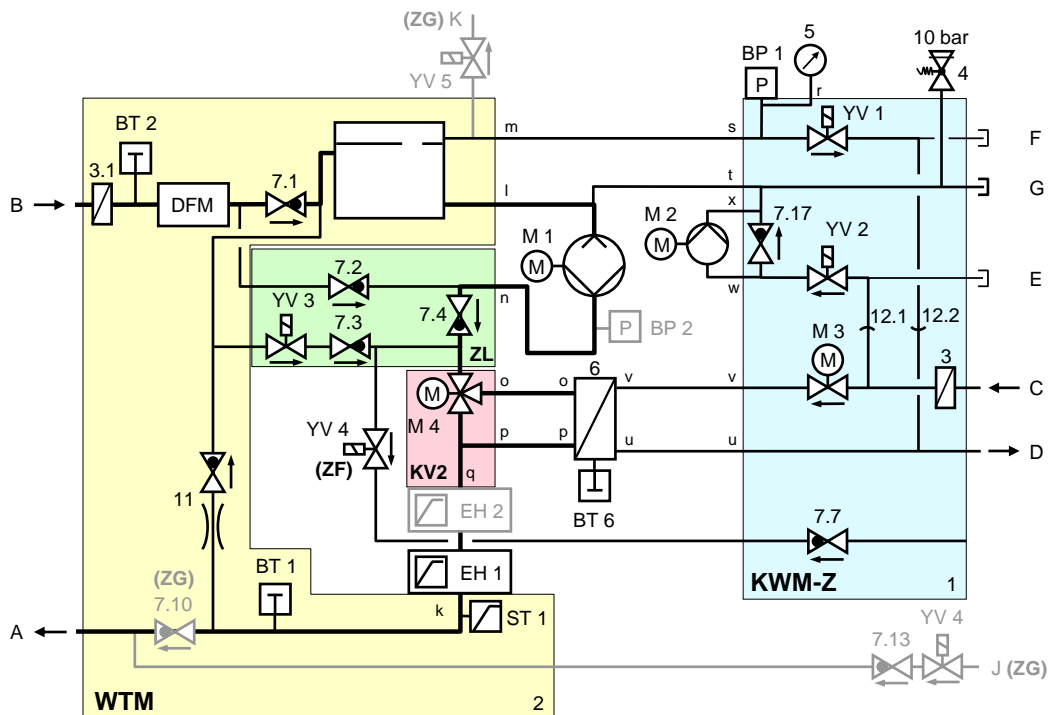 (ZG) K
YV 5
5
BP 1
P
r
10 bar
4
BT 2
3.1
B
DFM
7.1
m
s
YV 1
F
l
t
G
x
M 2
M
7.17
M 1
M
YV 2
w
E
YV 3
7.2
7.4
n
7.3
ZL
P
BP 2
12.1
12.2
M 3
M
3
M
M 4
o
o
6
v
v
C
YV 4
(ZF)
p
p
u
u
D
KV2
q
11
EH 2
BT 6
7.7
BT 1
EH 1
KWM-Z
1
(ZG)
7.10
k
ST 1
A
YV 4
7.13
J (ZG)
WTM
2